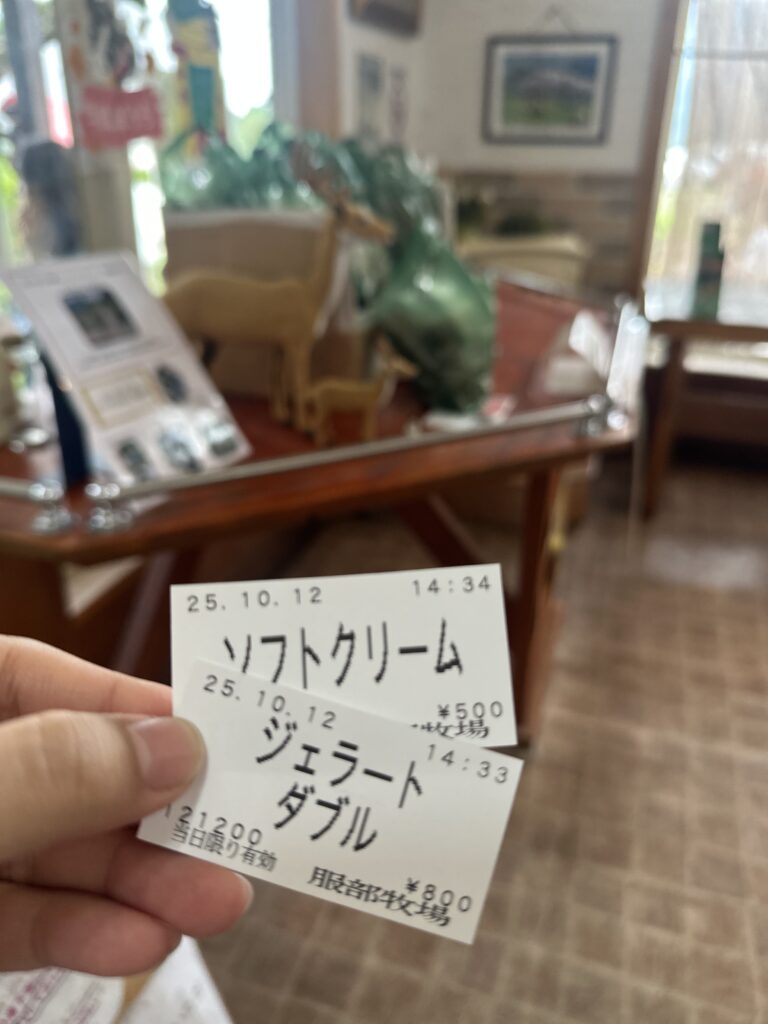 25.10.12 14:34
ソフトクリーム
¥500
牧場
25.10.12 14:33
ジェラート
ダブル
121200 ¥800
当日限り有効 服部牧場